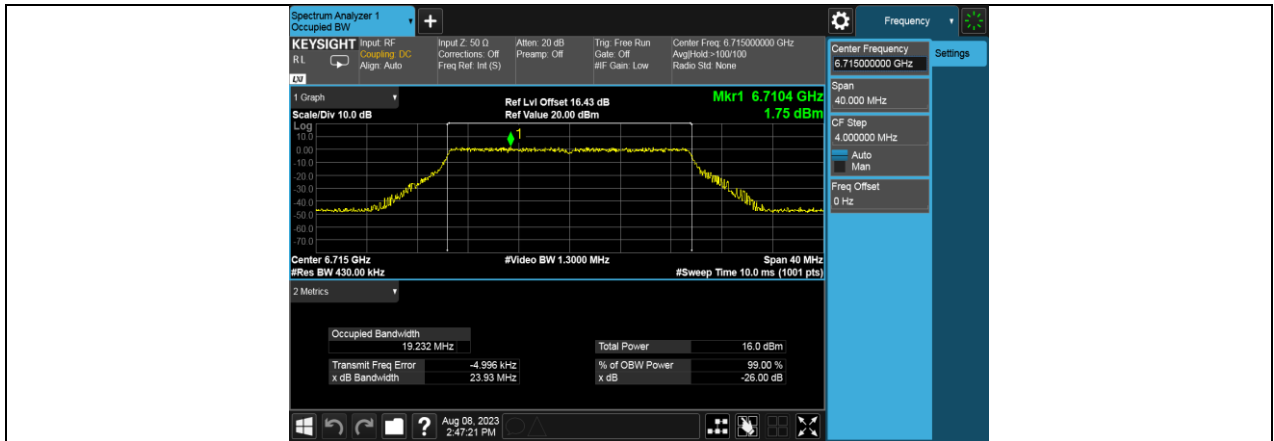 Spectrum Analyzer 1
Occupied BW
+
Frequency
KEYSIGHT
RL
LXI
Input: RF
Coupling: DC
Align: Auto
Input Z: 50 Ω
Corrections: Off
Freq Ref: Int (S)
Atten: 20 dB
Preamp: Off
Trig: Free Run
Gate: Off
#IF Gain: Low
Center Freq: 6.715000000 GHz
Avg|Hold:>100/100
Radio Std: None
1 Graph
Scale/Div 10.0 dB
Ref Lvl Offset 16.43 dB
Ref Value 20.00 dBm
Mkr1 6.7104 GHz
1.75 dBm
Log
10.0
0.00
-10.0
-20.0
-30.0
-40.0
-50.0
-60.0
-70.0
1
Center 6.715 GHz
#Res BW 430.00 kHz
#Video BW 1.3000 MHz
Span 40 MHz
#Sweep Time 10.0 ms (1001 pts)
2 Metrics
Occupied Bandwidth
19.232 MHz
Total Power 16.0 dBm
Transmit Freq Error -4.996 kHz
% of OBW Power 99.00 %
x dB Bandwidth 23.93 MHz
x dB -26.00 dB
Center Frequency
6.715000000 GHz
Settings
Span
40.000 MHz
CF Step
4.000000 MHz
Auto
Man
Freq Offset
0 Hz
?
Aug 08, 2023
2:47:21 PM